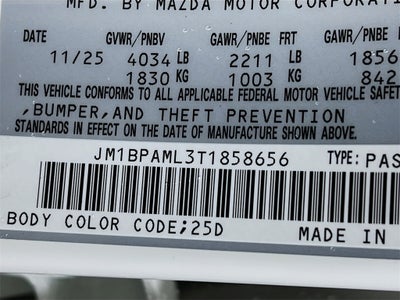 MFD. BY MAZDA MOTOR CORPORATI
DATE GVWR/PNBV GAWR/PNBE FRT GAWR/PNBE
11/25 4034 LB 2211 LB 1856
1830 KG 1003 KG 842
THIS VEHICLE CONFORMS TO ALL APPLICABLE FEDERAL MOTOR VEHICLE SAFET
,BUMPER,AND THEFT PREVENTION
STANDARDS IN EFFECT ON THE DATE OF MANUFACTURE SHOWN ABOVE.
JM1BPAML3T1858656 TYPE: PAS
BODY COLOR CODE;25D MADE IN